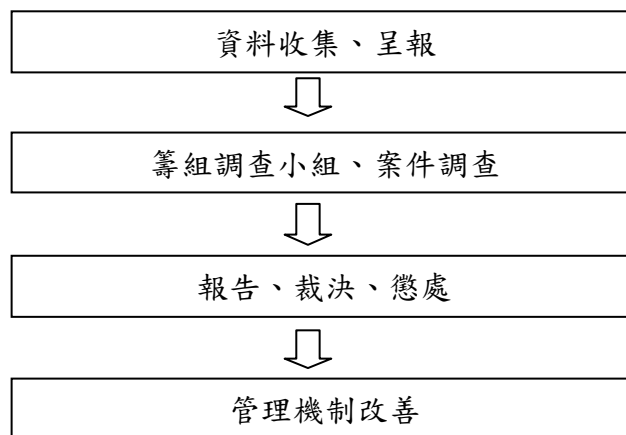 資料收集、呈報
籌組調查小組、案件調查
報告、裁決、懲處
管理機制改善